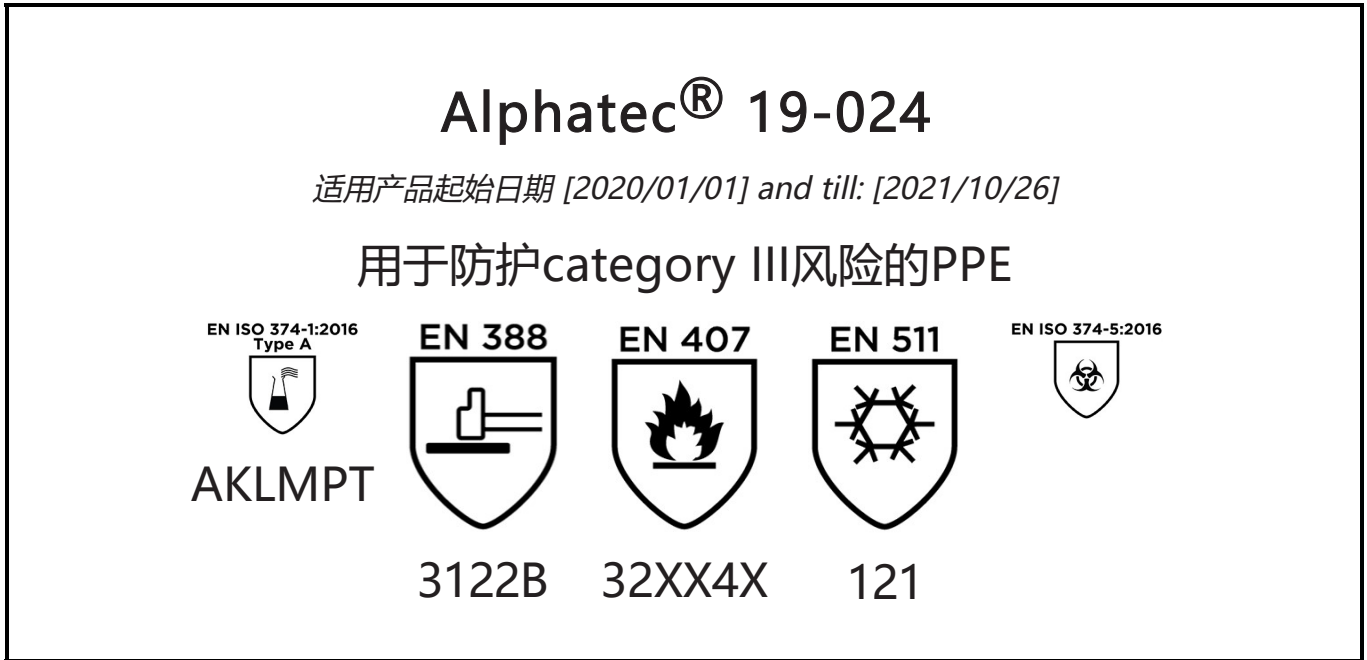 Alphatec® 19-024
适用产品起始日期 [2020/01/01] and till: [2021/10/26]
用于防护category III风险的PPE
EN ISO 374-1:2016
Type A
EN 388
EN 407
EN 511
EN ISO 374-5:2016
AKLMPT
3122B
32XX4X
121